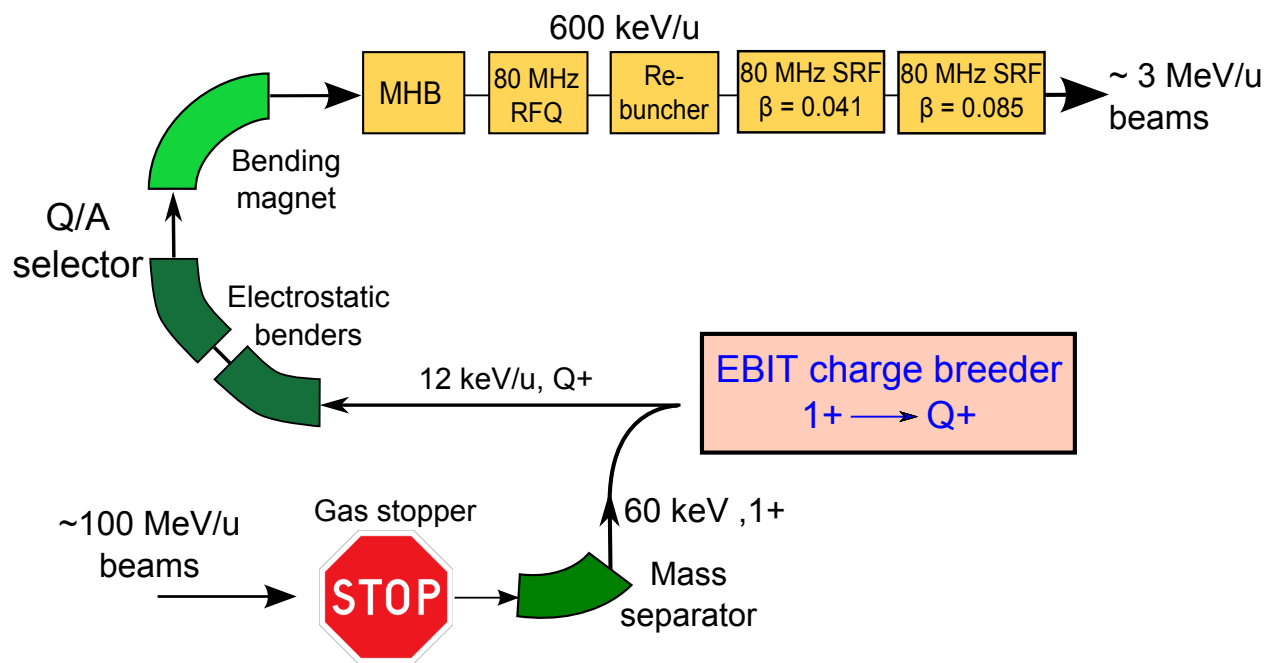 600 keV/u
MHB
80 MHz
RFQ
Re-
buncher
80 MHz SRF
β = 0.041
80 MHz SRF
β = 0.085
~ 3 MeV/u
beams
Bending
magnet
Q/A
selector
Electrostatic
benders
12 keV/u, Q+
EBIT charge breeder
1+ → Q+
60 keV ,1+
~100 MeV/u
beams
Gas stopper
STOP
Mass
separator